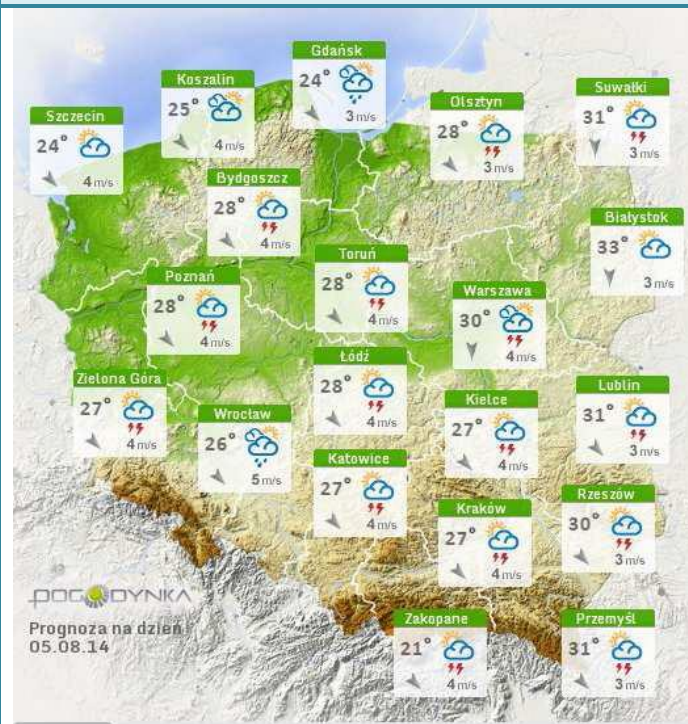 Gdańsk
24°
3 m/s
Koszalin
25°
4 m/s
Suwałki
31°
3 m/s
Olsztyn
28°
3 m/s
Szczecin
24°
4 m/s
Bydgoszcz
28°
4 m/s
Białystok
33°
3 m/s
Toruń
28°
4 m/s
Poznań
28°
4 m/s
Warszawa
30°
4 m/s
Łódź
28°
4 m/s
Zielona Góra
27°
4 m/s
Lublin
31°
3 m/s
Kielce
27°
4 m/s
Wrocław
26°
5 m/s
Katowice
27°
4 m/s
Rzeszów
30°
3 m/s
Kraków
27°
4 m/s
POGODYNKA
Prognoza na dzień
05.08.14
Zakopane
21°
4 m/s
Przemyśl
31°
3 m/s